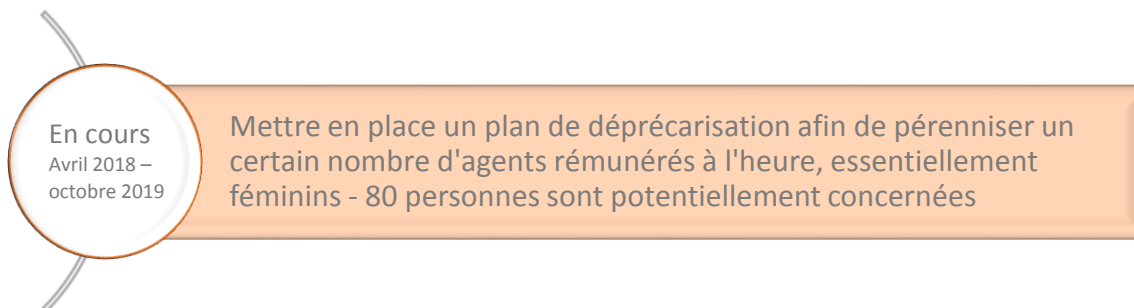 En cours
Avril 2018 –
octobre 2019
Mettre en place un plan de déprécarisation afin de pérenniser un
certain nombre d'agents rémunérés à l'heure, essentiellement
féminins - 80 personnes sont potentiellement concernées